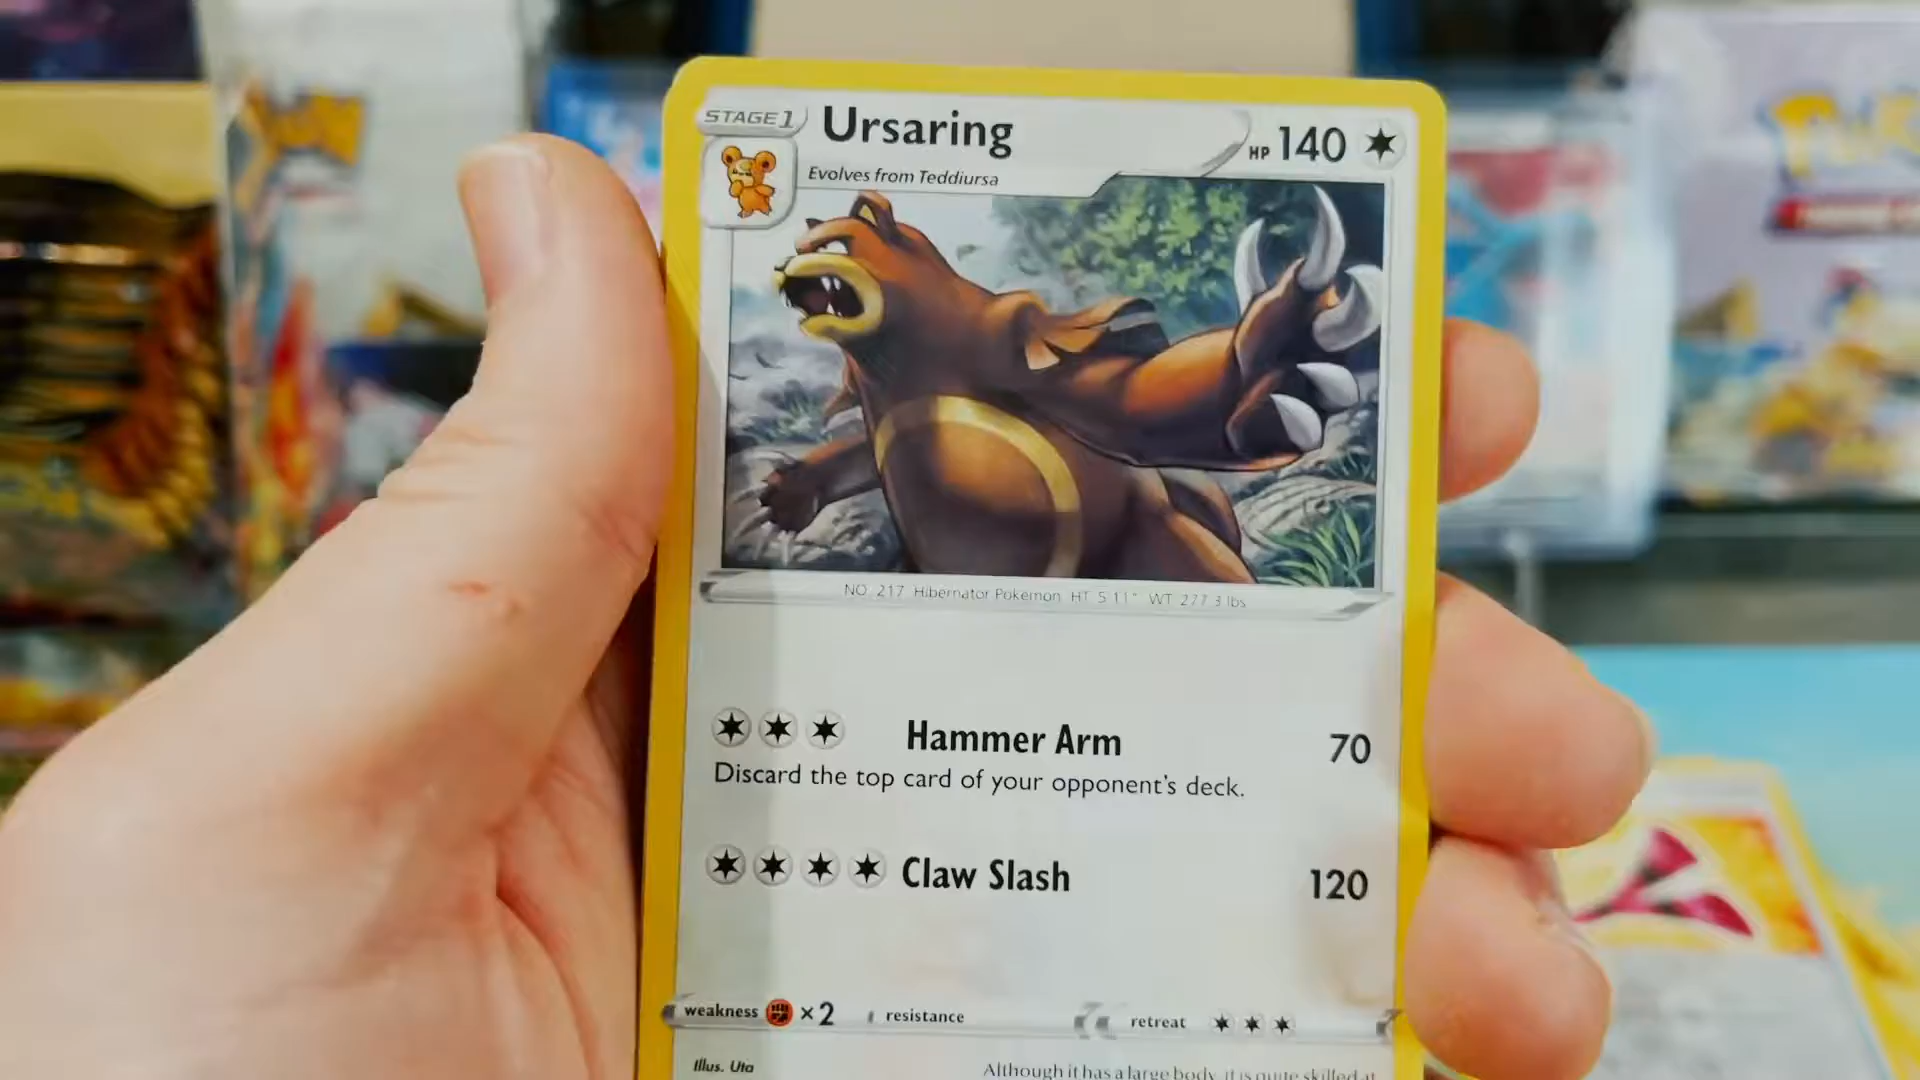 STAGE 1
Ursaring
HP 140
Evolves from Teddiursa
NO. 217 Hibernator Pokémon HT 5'11" WT 277.3 lbs
Hammer Arm 70
Discard the top card of your opponent's deck.
Claw Slash 120
weakness ×2 resistance retreat
Illus. Uta
Although it has a large body, it is quite skilled at